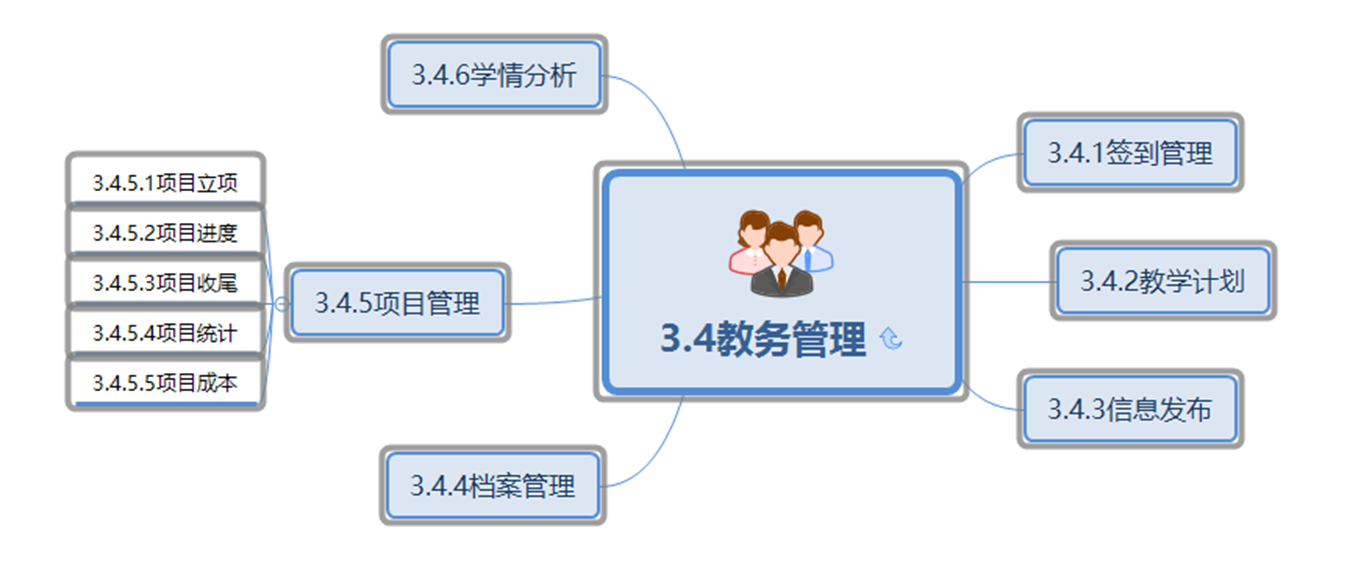 3.4.6学情分析
3.4.1签到管理
3.4.5.1项目立项
3.4.5.2项目进度
3.4.5.3项目收尾
3.4.5.4项目统计
3.4.5.5项目成本
3.4.5项目管理
3.4教务管理
3.4.2教学计划
3.4.3信息发布
3.4.4档案管理